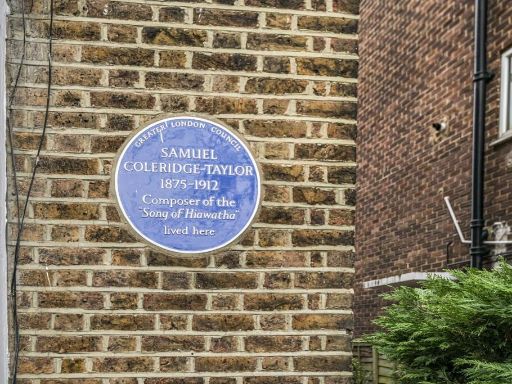 GREATER LONDON COUNCIL
SAMUEL
COLERIDGE-TAYLOR
1875-1912
Composer of the
"Song of Hiawatha"
lived here